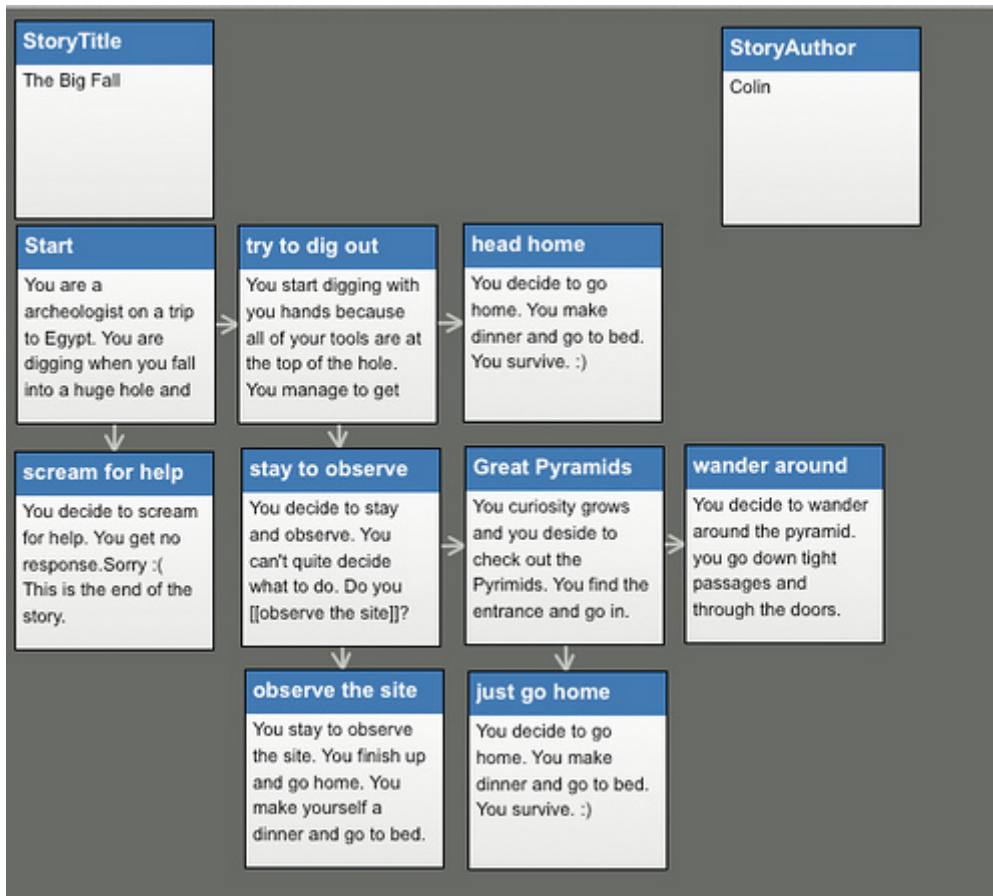 StoryTitle
The Big Fall
StoryAuthor
Colin
Start
You are a
archeologist on a trip
to Egypt. You are
digging when you fall
into a huge hole and
try to dig out
You start digging with
you hands because
all of your tools are at
the top of the hole.
You manage to get
head home
You decide to go
home. You make
dinner and go to bed.
You survive. :)
scream for help
You decide to scream
for help. You get no
response.Sorry :(
This is the end of the
story.
stay to observe
You decide to stay
and observe. You
can't quite decide
what to do. Do you
[[observe the site]]?
Great Pyramids
You curiosity grows
and you deside to
check out the
Pyrimids. You find the
entrance and go in.
wander around
You decide to wander
around the pyramid.
you go down tight
passages and
through the doors.
observe the site
You stay to observe
the site. You finish up
and go home. You
make yourself a
dinner and go to bed.
just go home
You decide to go
home. You make
dinner and go to bed.
You survive. :)